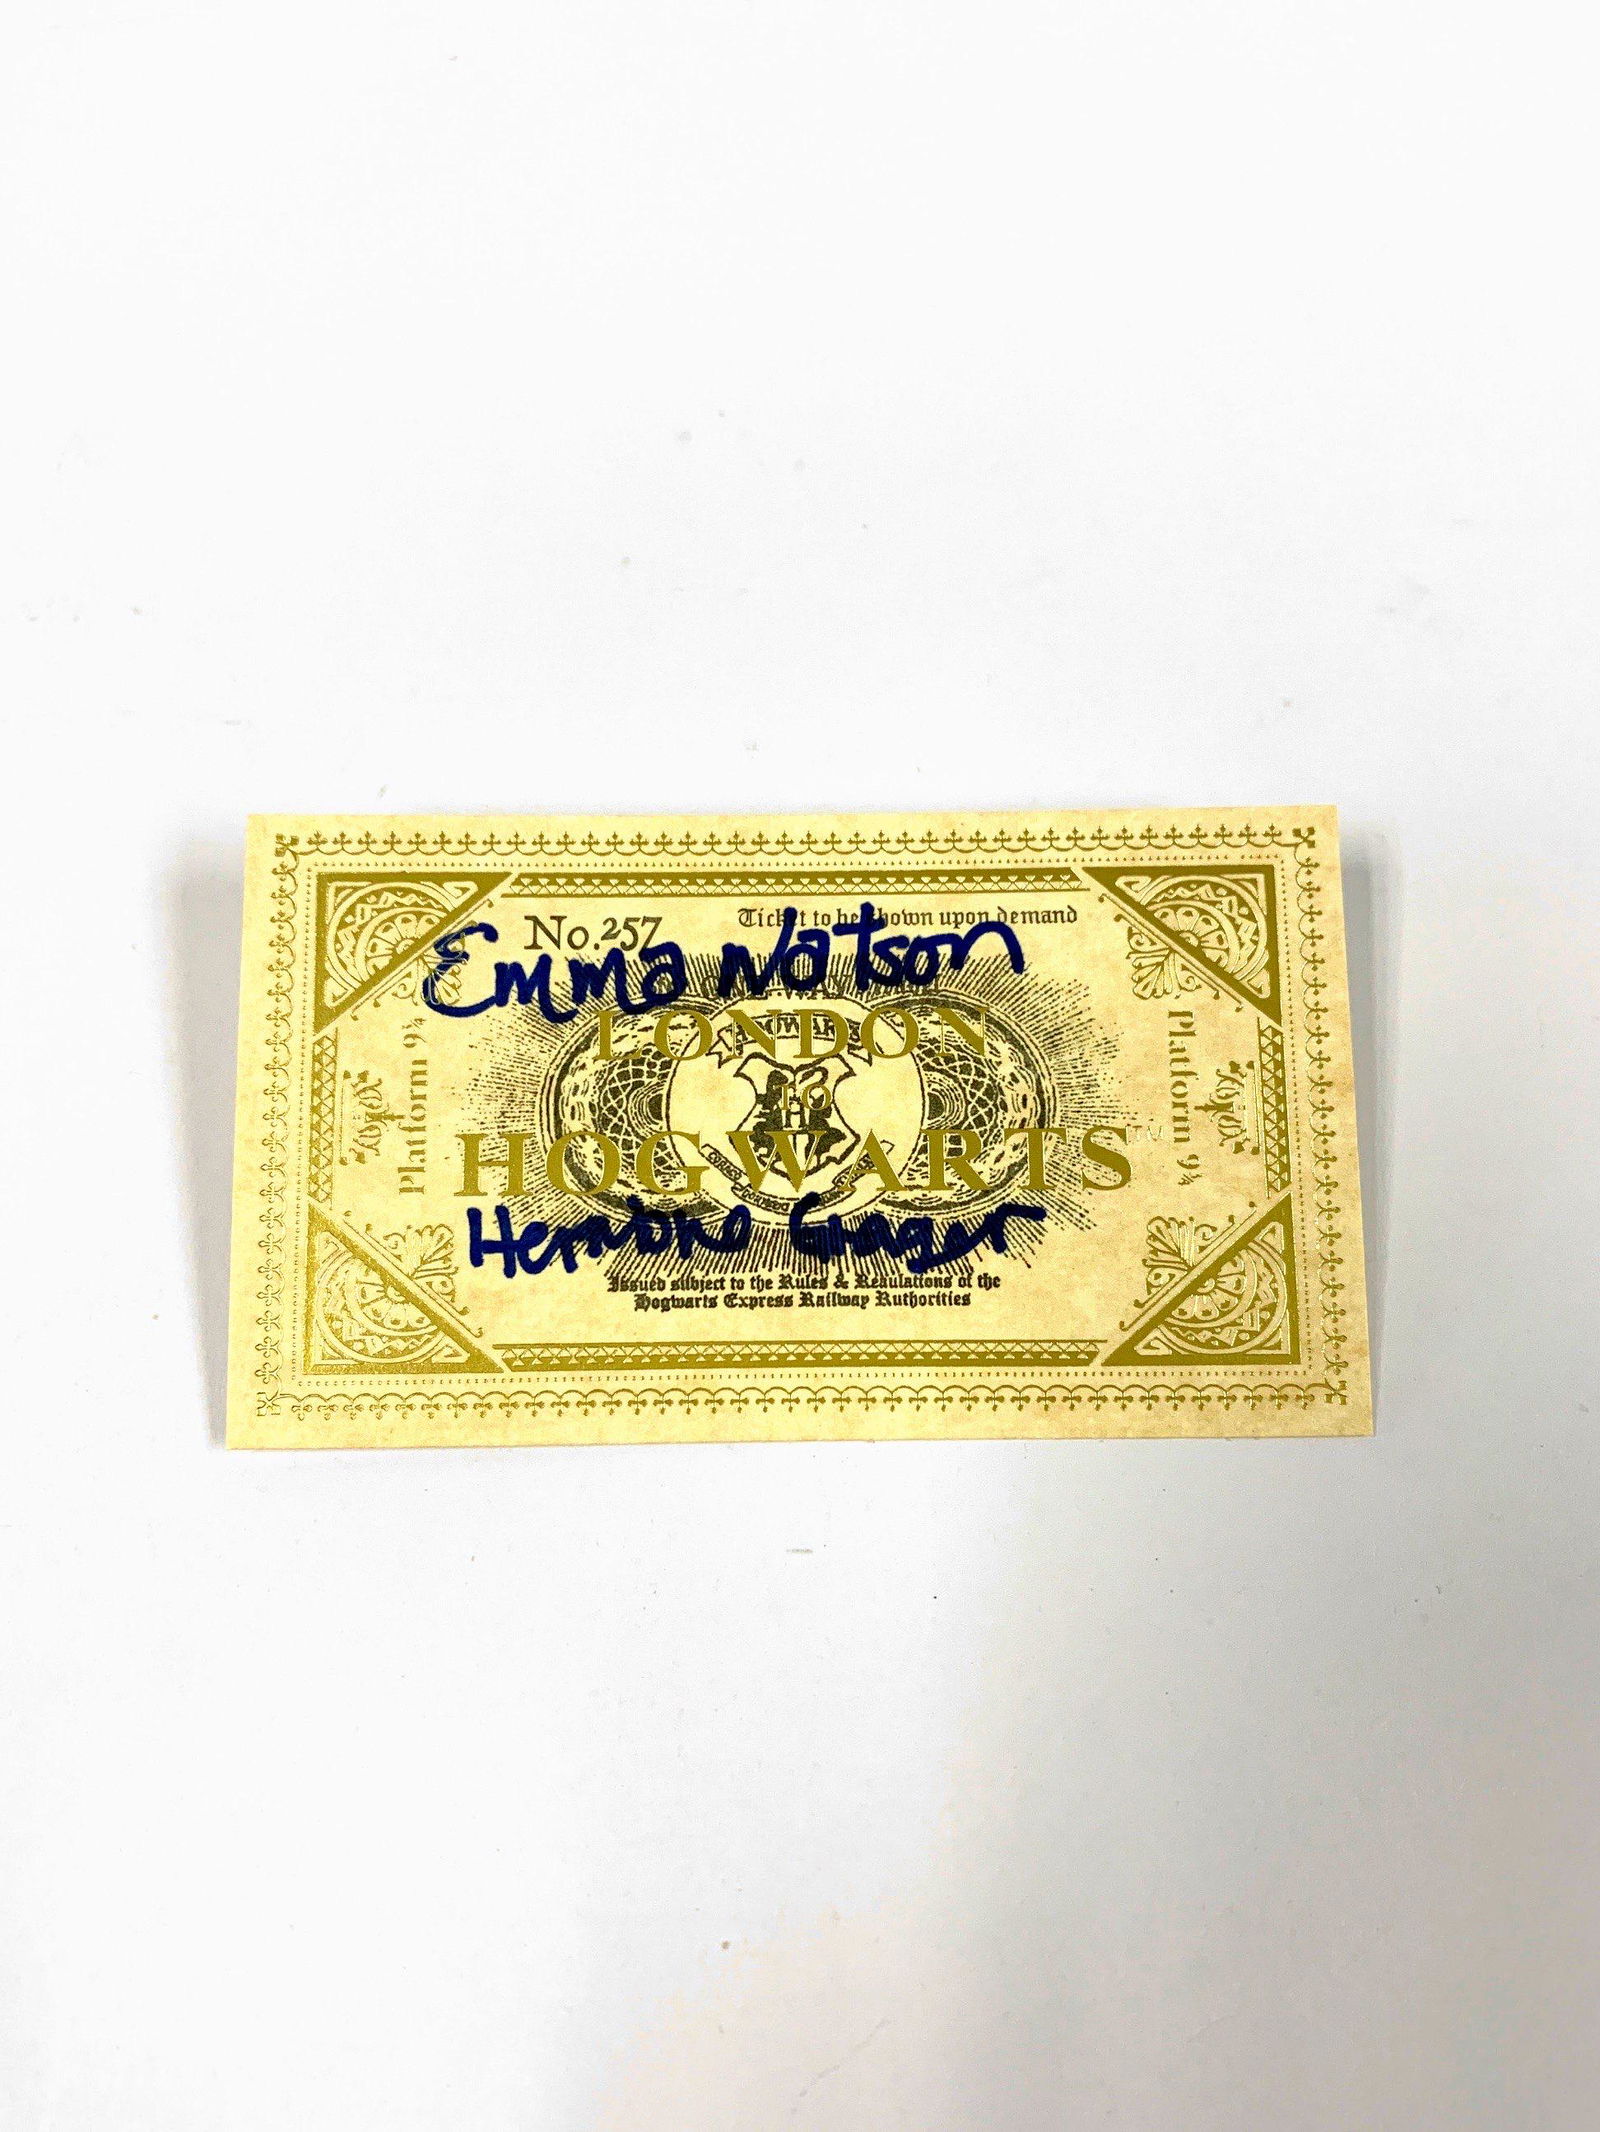 No.257 Ticket to be shown upon demand
Emma Watson
LONDON
HOGWARTS
TO
HOGWARTS™
Platform 9¾
Platform 9¾
Hermione Granger
Issued subject to the Rules & Regulations of the
Hogwarts Express Railway Authorities